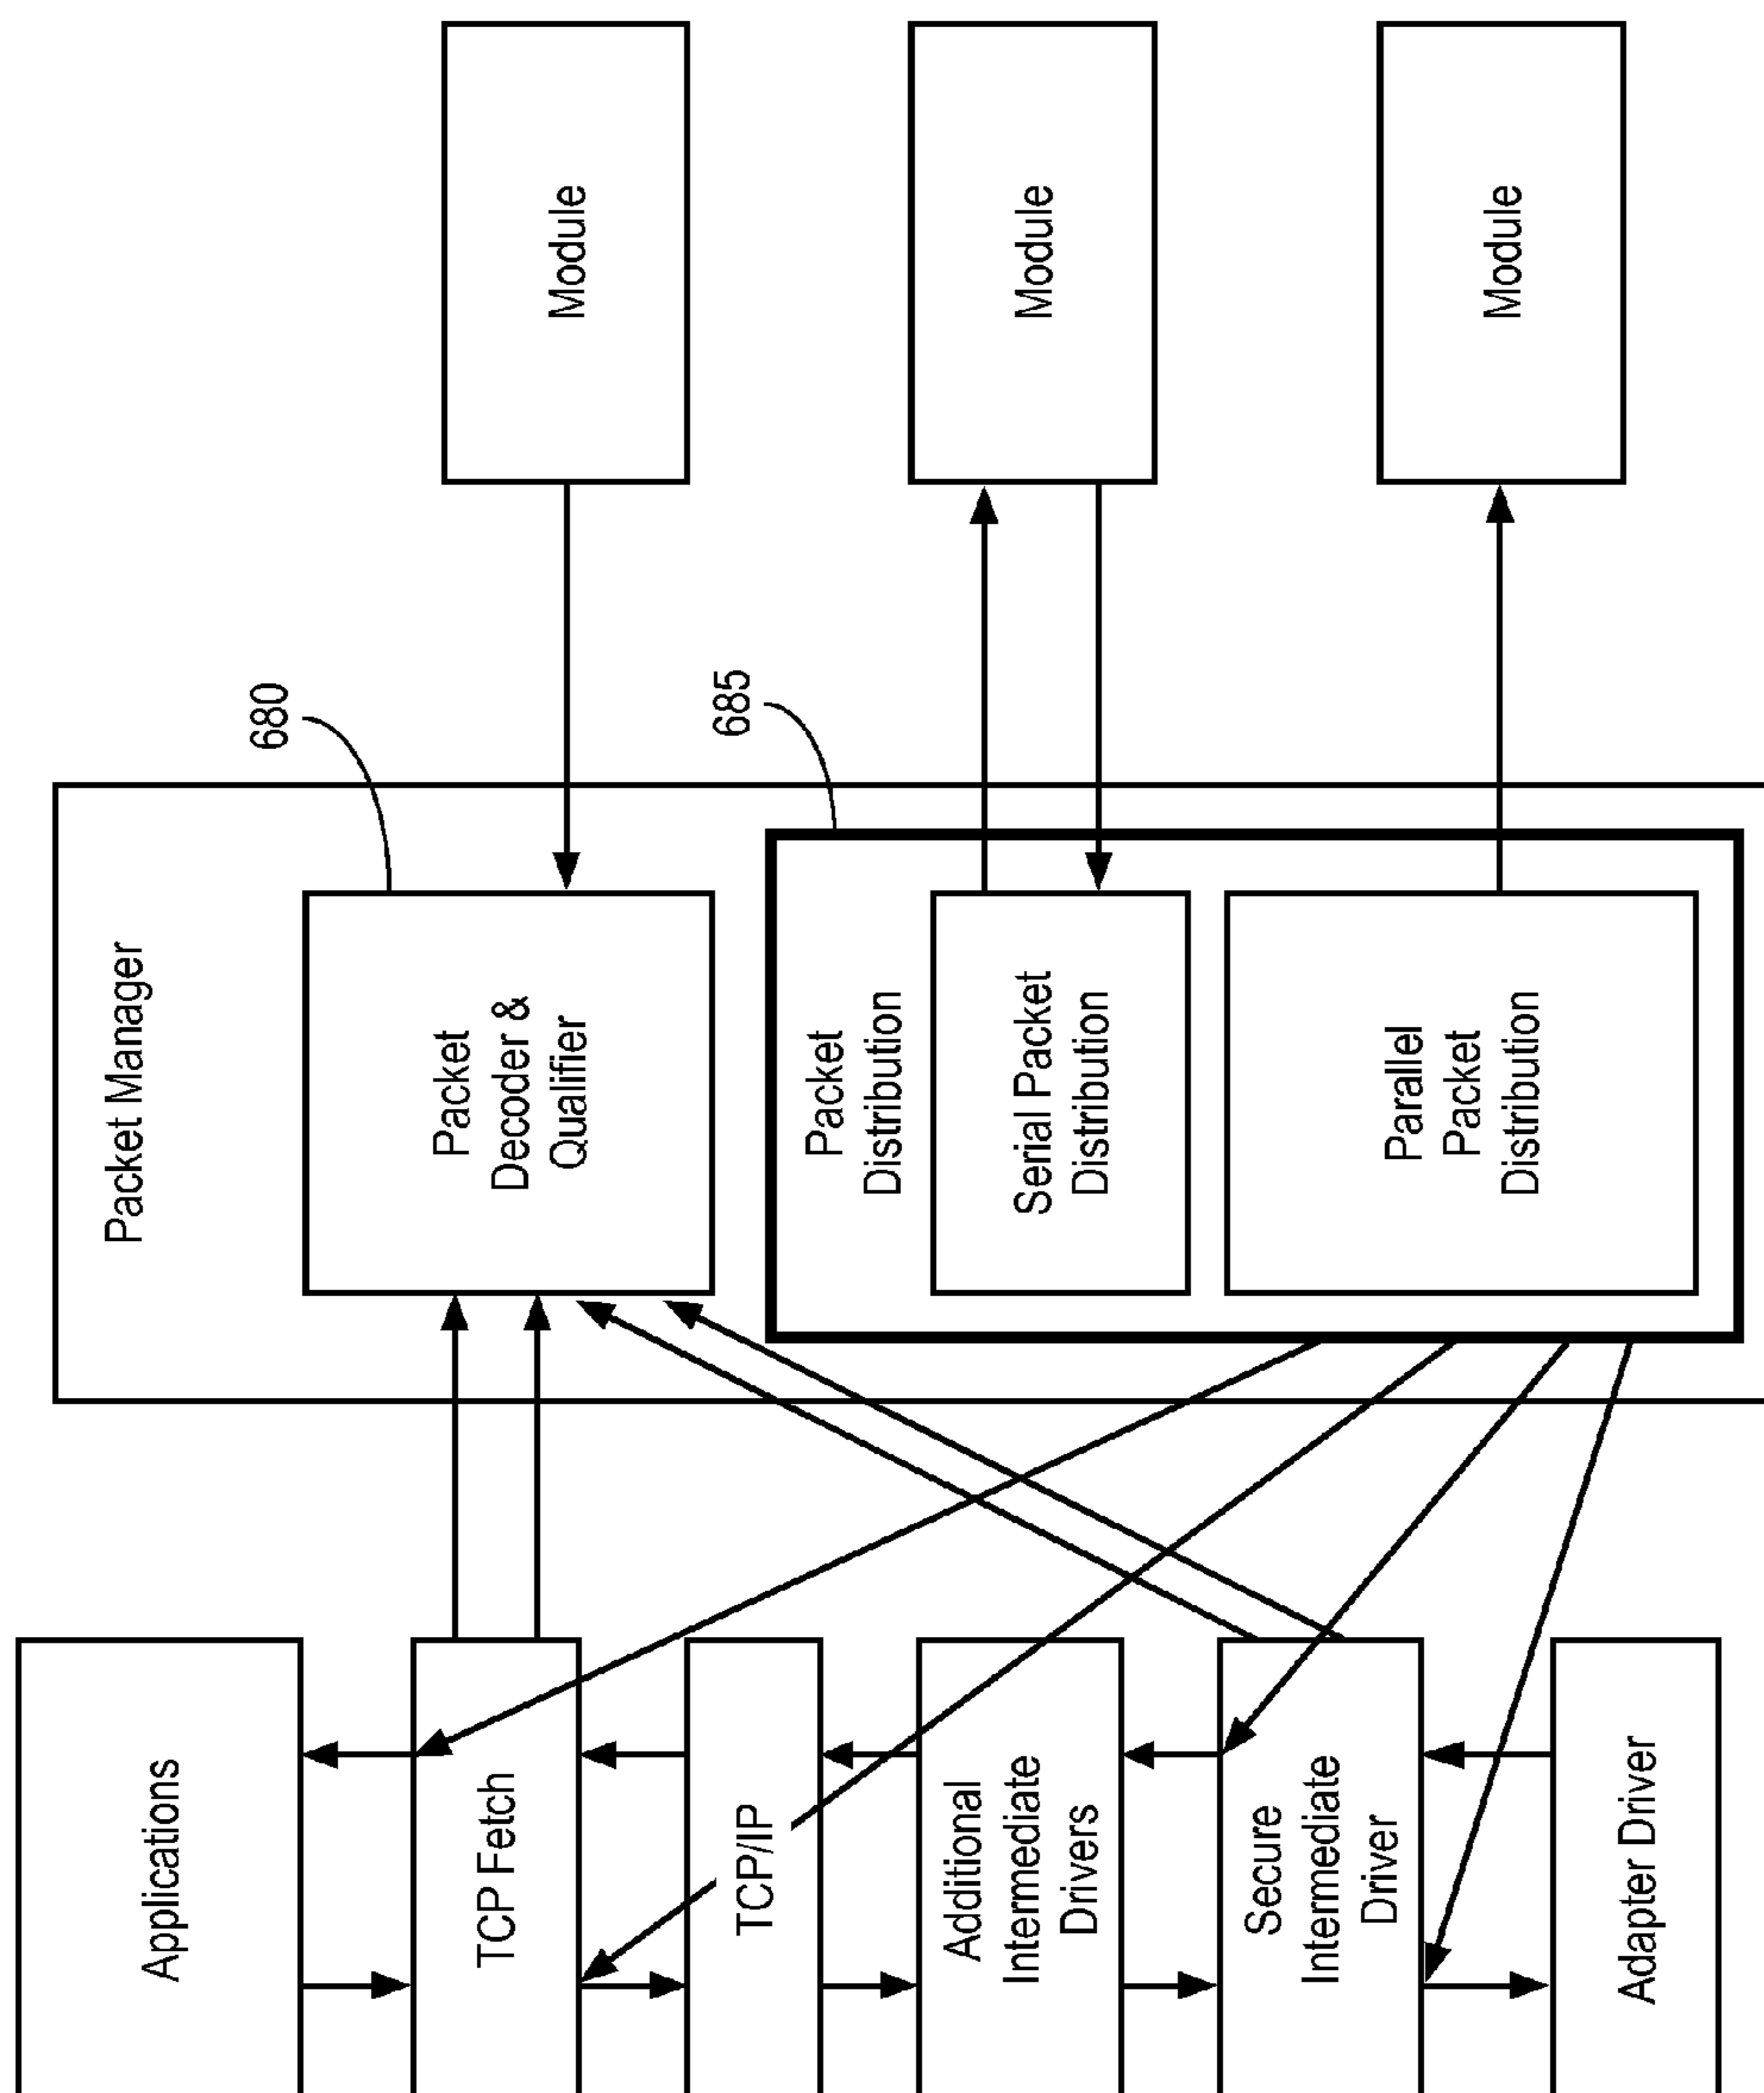 Applications
TCP Fetch
TCP/IP
Additional
Intermediate
Drivers
Secure
Intermediate
Driver
Adapter Driver
Packet Manager
680
Packet
Decoder &
Qualifier
685
Packet
Distribution
Serial Packet
Distribution
Parallel
Packet
Distribution
Module
Module
Module